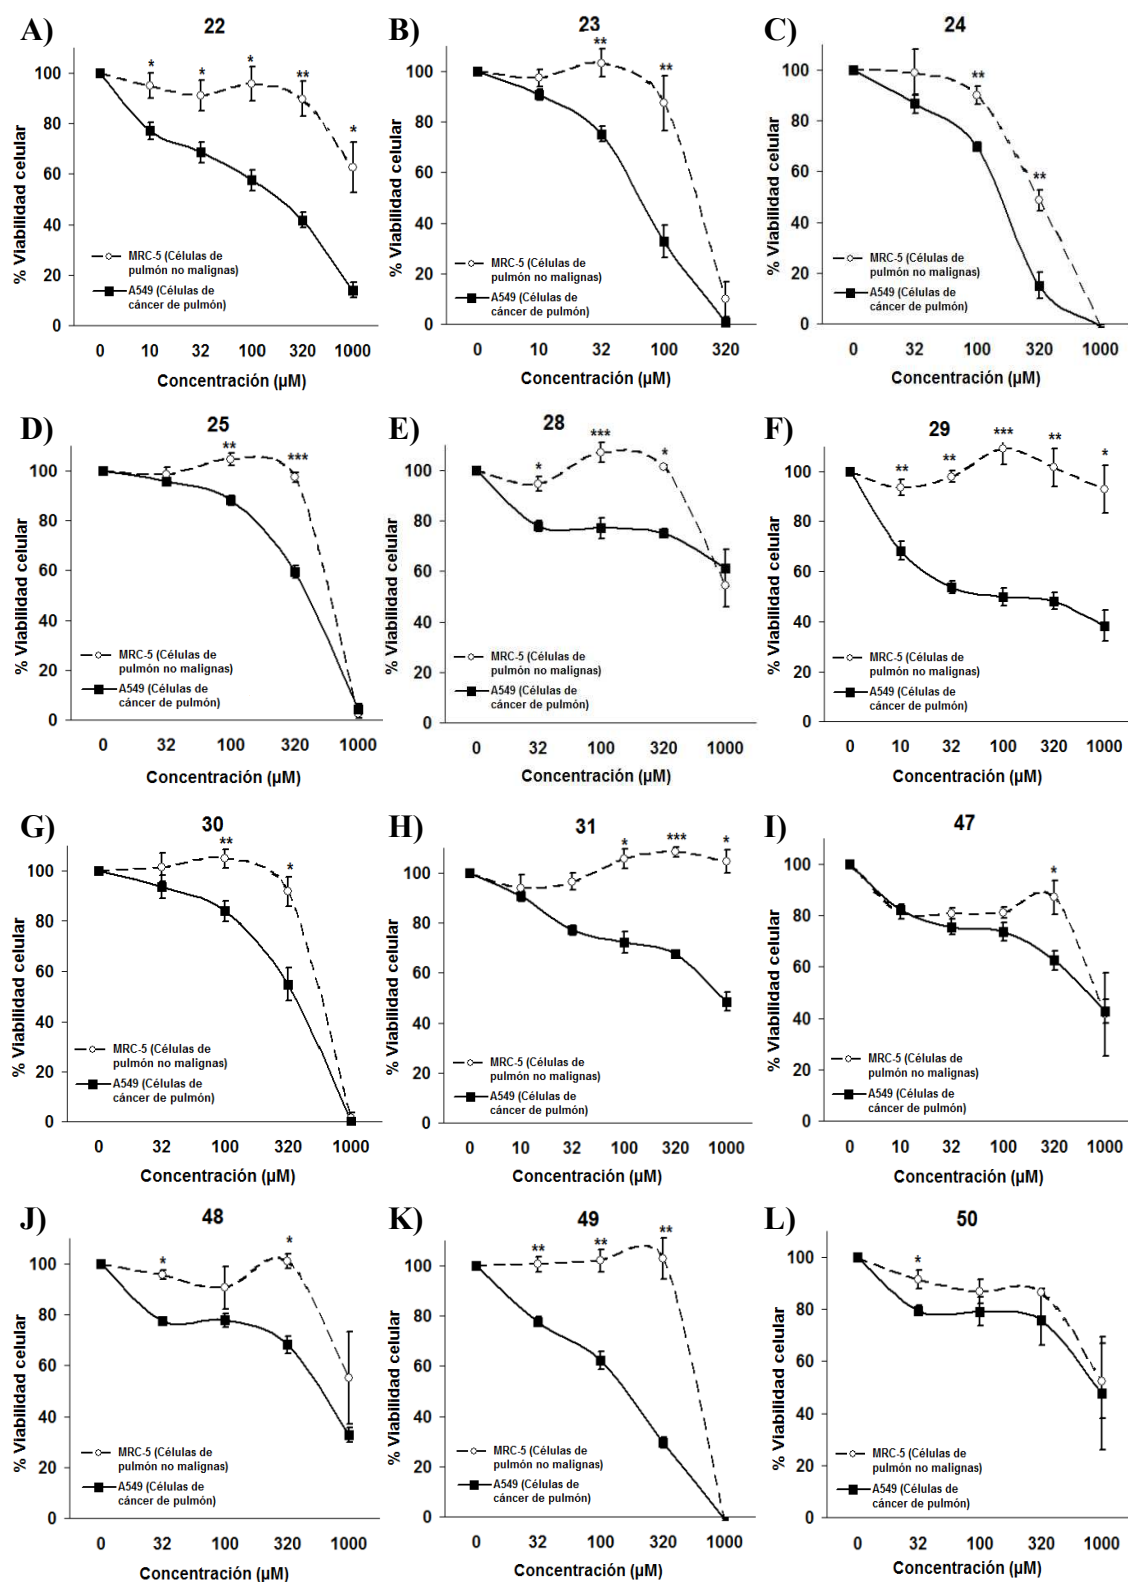 A)
22
*
*
*
**
*
100
80
60
40
20
0
% Viabilidad celular
MRC-5 (Células de
pulmón no malignas)
A549 (Células de
cáncer de pulmón)
0 10 32 100 320 1000
Concentración (µM)
B)
23
**
**
100
80
60
40
20
0
% Viabilidad celular
MRC-5 (Células de
pulmón no malignas)
A549 (Células de
cáncer de pulmón)
0 10 32 100 320
Concentración (µM)
C)
24
**
**
100
80
60
40
20
0
% Viabilidad celular
MRC-5 (Células de
pulmón no malignas)
A549 (Células de
cáncer de pulmón)
0 32 100 320 1000
Concentración (µM)
D)
25
**
***
100
80
60
40
20
0
% Viabilidad celular
MRC-5 (Células de
pulmón no malignas)
A549 (Células de
cáncer de pulmón)
0 32 100 320 1000
Concentración (µM)
E)
28
*
***
*
100
80
60
40
20
0
% Viabilidad celular
MRC-5 (Células de
pulmón no malignas)
A549 (Células de
cáncer de pulmón)
0 32 100 320 1000
Concentración (µM)
F)
29
**
**
***
**
*
100
80
60
40
20
0
% Viabilidad celular
MRC-5 (Células de
pulmón no malignas)
A549 (Células de
cáncer de pulmón)
0 10 32 100 320 1000
Concentración (µM)
G)
30
**
*
100
80
60
40
20
0
% Viabilidad celular
MRC-5 (Células de
pulmón no malignas)
A549 (Células de
cáncer de pulmón)
0 32 100 320 1000
Concentración (µM)
H)
31
*
***
*
100
80
60
40
20
0
% Viabilidad celular
MRC-5 (Células de
pulmón no malignas)
A549 (Células de
cáncer de pulmón)
0 10 32 100 320 1000
Concentración (µM)
I)
47
*
100
80
60
40
20
0
% Viabilidad celular
MRC-5 (Células de
pulmón no malignas)
A549 (Células de
cáncer de pulmón)
0 10 32 100 320 1000
Concentración (µM)
J)
48
*
*
100
80
60
40
20
0
% Viabilidad celular
MRC-5 (Células de
pulmón no malignas)
A549 (Células de
cáncer de pulmón)
0 32 100 320 1000
Concentración (µM)
K)
49
**
**
**
100
80
60
40
20
0
% Viabilidad celular
MRC-5 (Células de
pulmón no malignas)
A549 (Células de
cáncer de pulmón)
0 32 100 320 1000
Concentración (µM)
L)
50
*
100
80
60
40
20
0
% Viabilidad celular
MRC-5 (Células de
pulmón no malignas)
A549 (Células de
cáncer de pulmón)
0 32 100 320 1000
Concentración (µM)